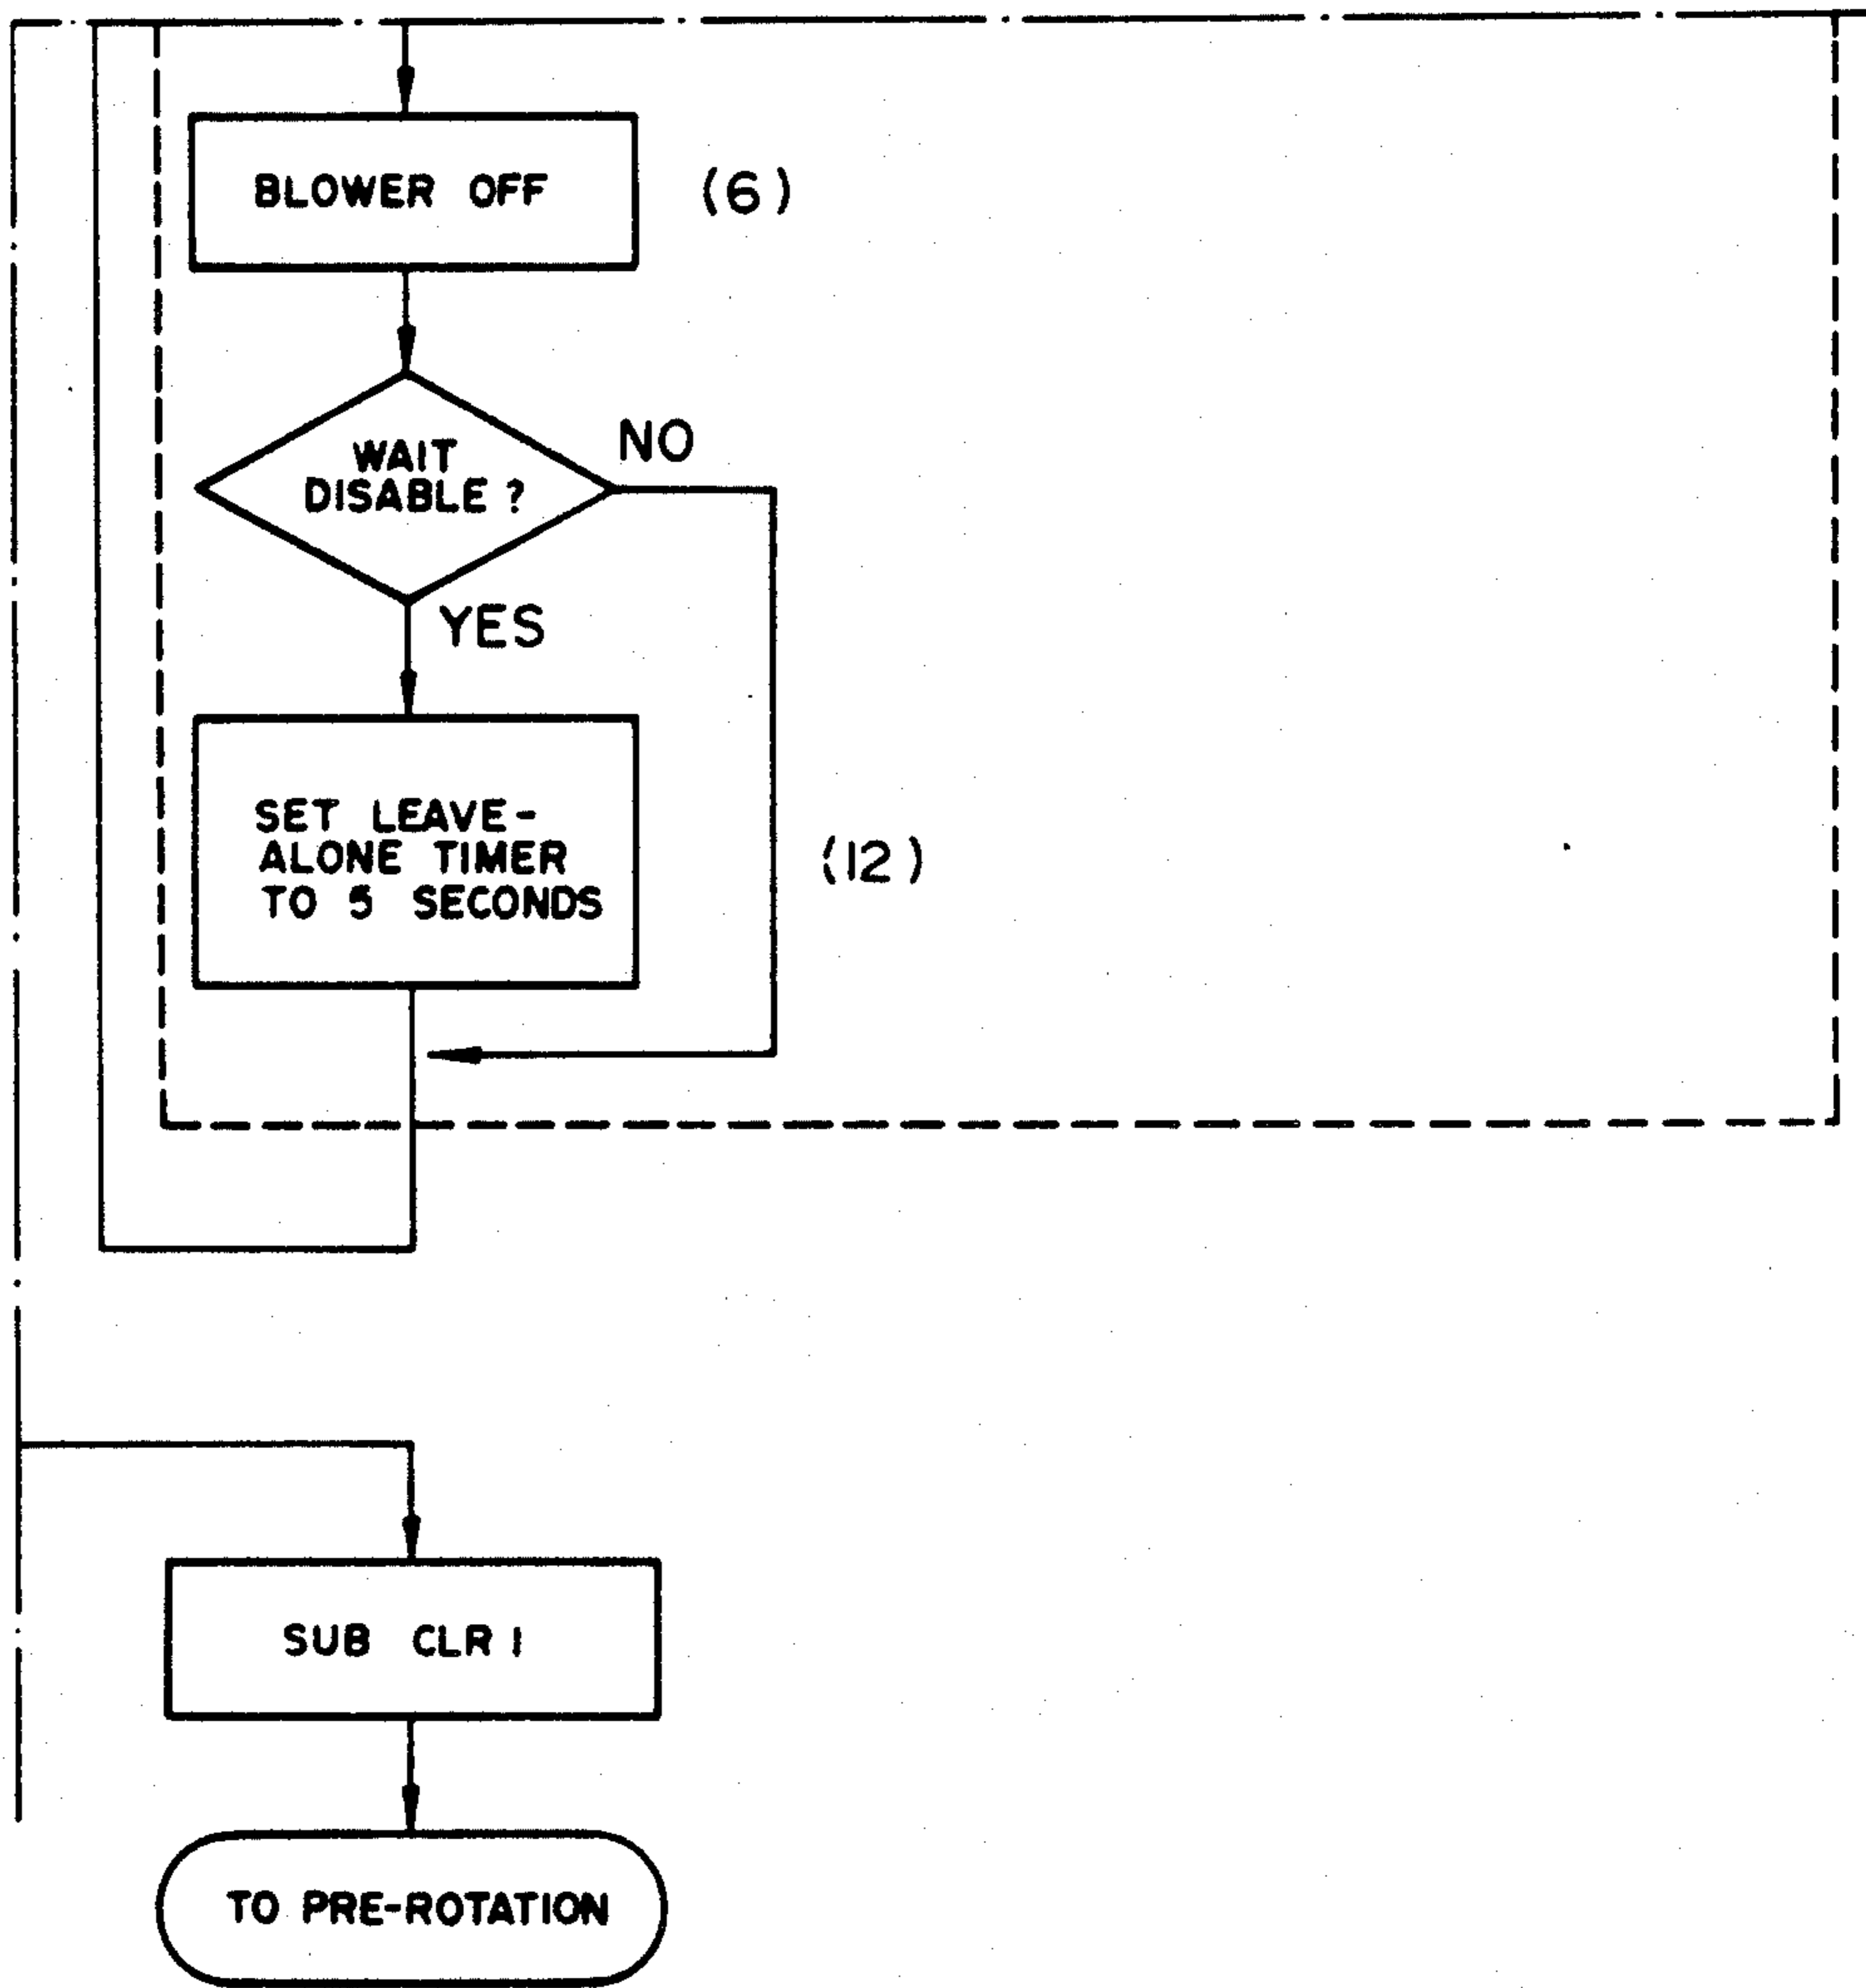 BLOWER OFF
(6)
WAIT
DISABLE ?
NO
YES
SET LEAVE-
ALONE TIMER
TO 5 SECONDS
(12)
SUB CLR 1
TO PRE-ROTATION